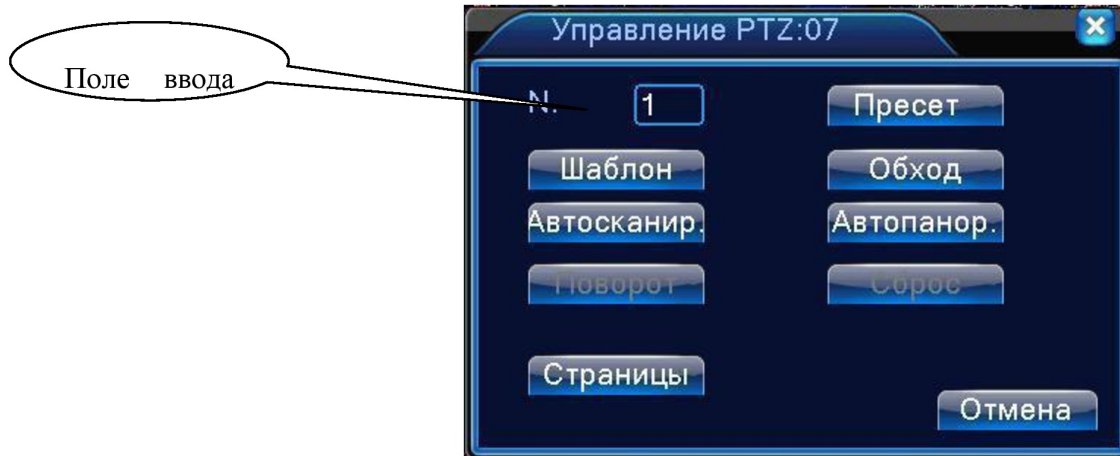 Управление PTZ:07
Поле ввода
N. 1 Пресет
Шаблон Обход
Автосканир. Автопанор.
Поворот Сброс
Страницы
Отмена